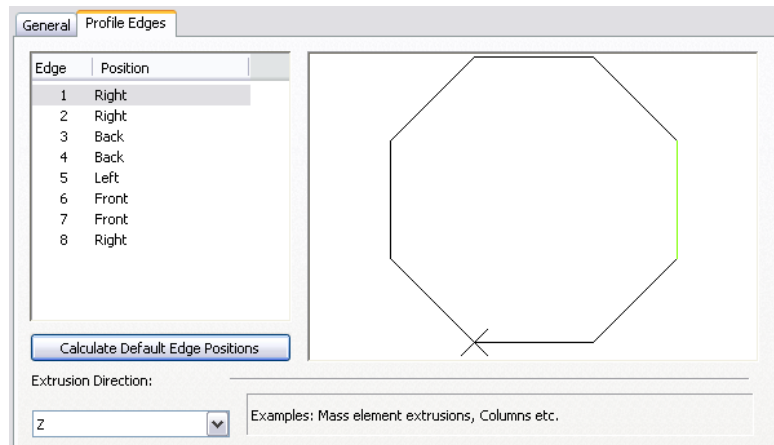 General Profile Edges
Edge Position
1 Right
2 Right
3 Back
4 Back
5 Left
6 Front
7 Front
8 Right
Calculate Default Edge Positions
Extrusion Direction:
Z
Examples: Mass element extrusions, Columns etc.